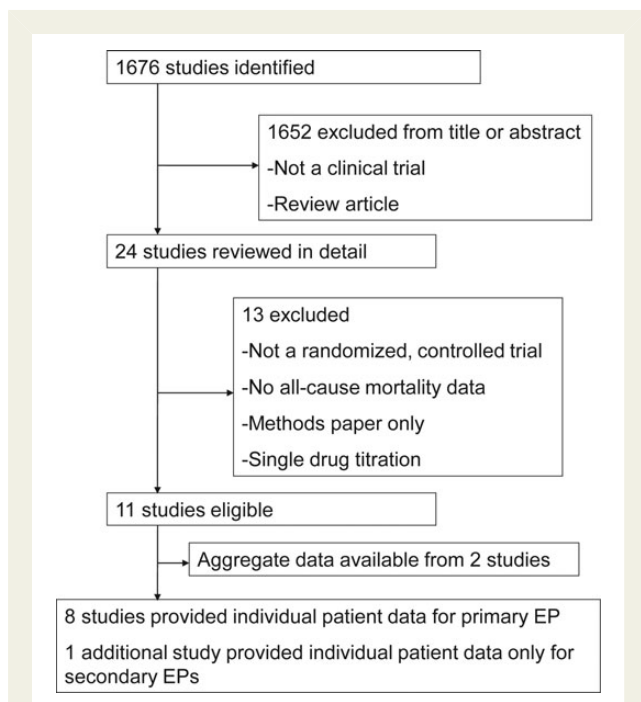 1676 studies identified
1652 excluded from title or abstract
-Not a clinical trial
-Review article
24 studies reviewed in detail
13 excluded
-Not a randomized, controlled trial
-No all-cause mortality data
-Methods paper only
-Single drug titration
11 studies eligible
Aggregate data available from 2 studies
8 studies provided individual patient data for primary EP
1 additional study provided individual patient data only for
secondary EPs